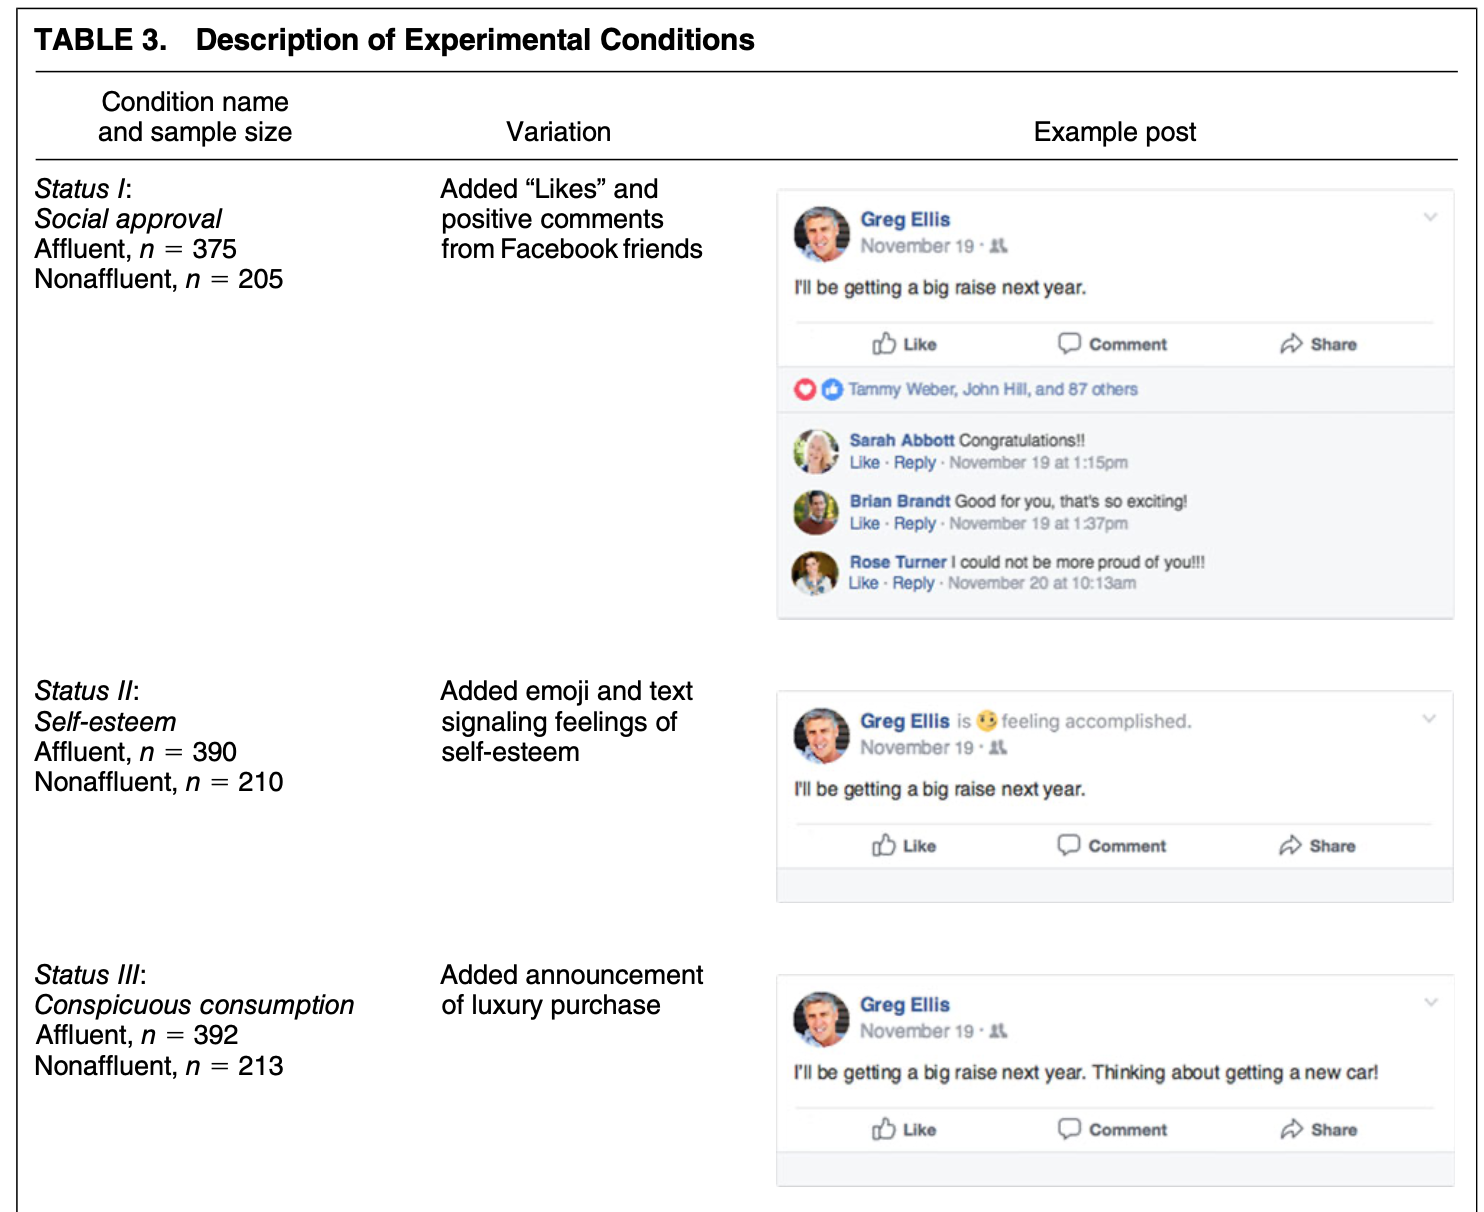 TABLE 3. Description of Experimental Conditions
Condition name
and sample size
Variation
Example post
Status I:
Social approval
Affluent, n = 375
Nonaffluent, n = 205
Added “Likes” and
positive comments
from Facebook friends
Greg Ellis
November 19 ·
I'll be getting a big raise next year.
Like Comment Share
Tammy Weber, John Hill, and 87 others
Sarah Abbott Congratulations!!
Like · Reply · November 19 at 1:15pm
Brian Brandt Good for you, that's so exciting!
Like · Reply · November 19 at 1:37pm
Rose Turner I could not be more proud of you!!!
Like · Reply · November 20 at 10:13am
Status II:
Self-esteem
Affluent, n = 390
Nonaffluent, n = 210
Added emoji and text
signaling feelings of
self-esteem
Greg Ellis is feeling accomplished.
November 19 ·
I'll be getting a big raise next year.
Like Comment Share
Status III:
Conspicuous consumption
Affluent, n = 392
Nonaffluent, n = 213
Added announcement
of luxury purchase
Greg Ellis
November 19 ·
I'll be getting a big raise next year. Thinking about getting a new car!
Like Comment Share